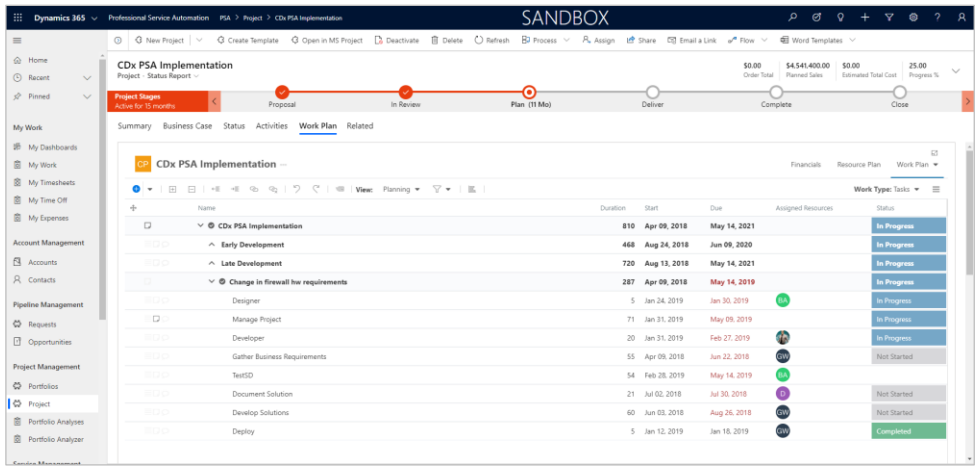 Dynamics 365 Professional Service Automation PSA > Project > CDx PSA Implementation SANDBOX
New Project Create Template Open in MS Project Deactivate Delete Refresh Process Assign Share Email a Link Flow Word Templates
Home
Recent
Pinned
My Work
My Dashboards
My Work
My Timesheets
My Time Off
My Expenses
Account Management
Accounts
Contacts
Pipeline Management
Requests
Opportunities
Project Management
Portfolios
Project
Portfolio Analyses
Portfolio Analyzer
Service Management
CDx PSA Implementation
Project · Status Report
$0.00 $4,541,400.00 $0.00 25.00
Order Total Planned Sales Estimated Total Cost Progress %
Project Stages
Active for 15 months
Proposal In Review Plan (11 Mo) Deliver Complete Close
Summary Business Case Status Activities Work Plan Related
CP CDx PSA Implementation
Financials Resource Plan Work Plan
View: Planning Work Type: Tasks
Name Duration Start Due Assigned Resources Status
CDx PSA Implementation 810 Apr 09, 2018 May 14, 2021 In Progress
Early Development 468 Aug 24, 2018 Jun 09, 2020 In Progress
Late Development 720 Aug 13, 2018 May 14, 2021 In Progress
Change in firewall hw requirements 287 Apr 09, 2018 May 14, 2019 In Progress
Designer 5 Jan 24, 2019 Jan 30, 2019 BA In Progress
Manage Project 71 Jan 31, 2019 May 09, 2019 In Progress
Developer 20 Jan 31, 2019 Feb 27, 2019 In Progress
Gather Business Requirements 55 Apr 09, 2018 Jun 22, 2018 GW Not Started
TestSD 54 Feb 28, 2019 May 14, 2019 BA
Document Solution 21 Jul 02, 2018 Jul 30, 2018 D Not Started
Develop Solutions 60 Jun 03, 2018 Aug 26, 2018 GW Not Started
Deploy 5 Jan 12, 2019 Jan 18, 2019 GW Completed